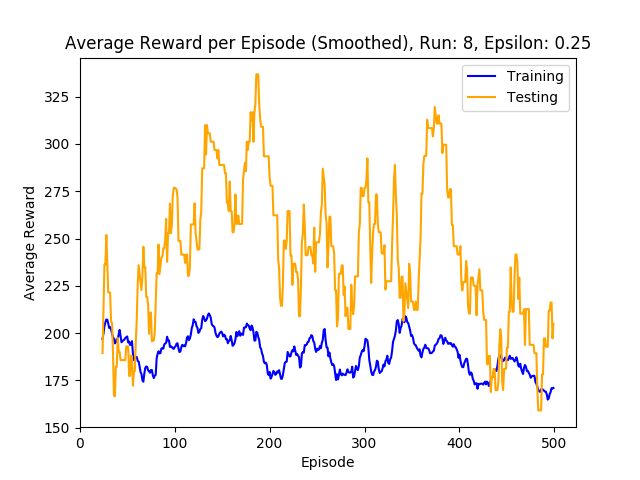 Average Reward per Episode (Smoothed), Run: 8, Epsilon: 0.25
Training
Testing
Average Reward
325
300
275
250
225
200
175
150
0 100 200 300 400 500
Episode